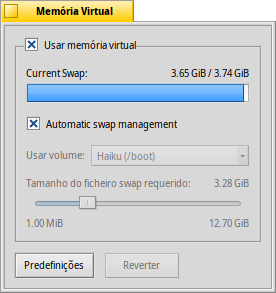 Memória Virtual
Usar memória virtual
Current Swap: 3.65 GiB / 3.74 GiB
Automatic swap management
Usar volume: Haiku (/boot)
Tamanho do ficheiro swap requerido: 3.28 GiB
1.00 MiB 12.70 GiB
Predefinições Reverter